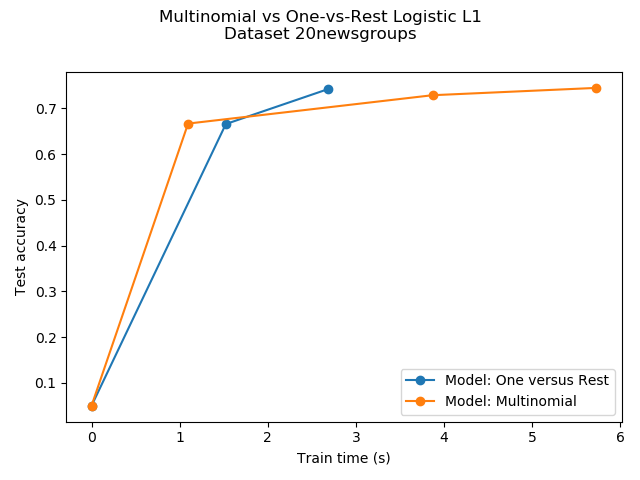 Multinomial vs One-vs-Rest Logistic L1
Dataset 20newsgroups
0.7
0.6
0.5
0.4
0.3
0.2
0.1
Test accuracy
Model: One versus Rest
Model: Multinomial
0 1 2 3 4 5 6
Train time (s)